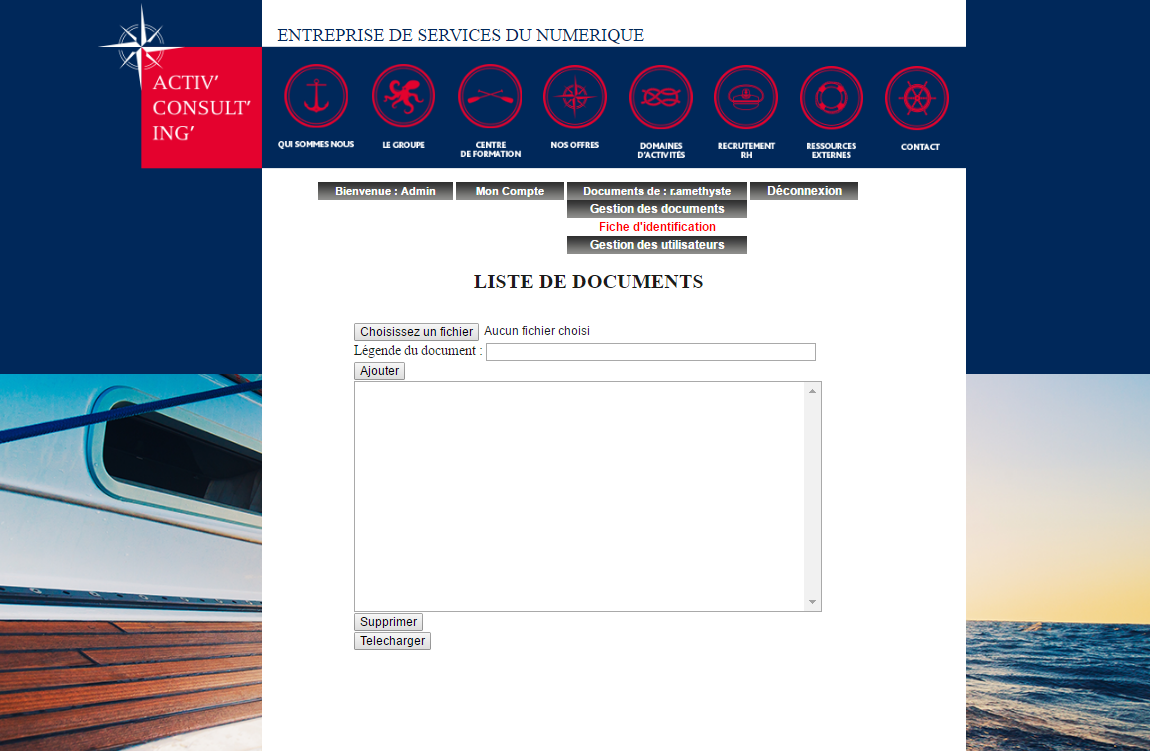 ENTREPRISE DE SERVICES DU NUMERIQUE
ACTIV'
CONSULT'
ING'
QUI SOMMES NOUS
LE GROUPE
CENTRE
DE FORMATION
NOS OFFRES
DOMAINES
D'ACTIVITÉS
RECRUTEMENT
RH
RESSOURCES
EXTERNES
CONTACT
Bienvenue : Admin
Mon Compte
Documents de : r.amethyste
Déconnexion
Gestion des documents
Fiche d'identification
Gestion des utilisateurs
LISTE DE DOCUMENTS
Choisissez un fichier Aucun fichier choisi
Légende du document :
Ajouter
Supprimer
Telecharger